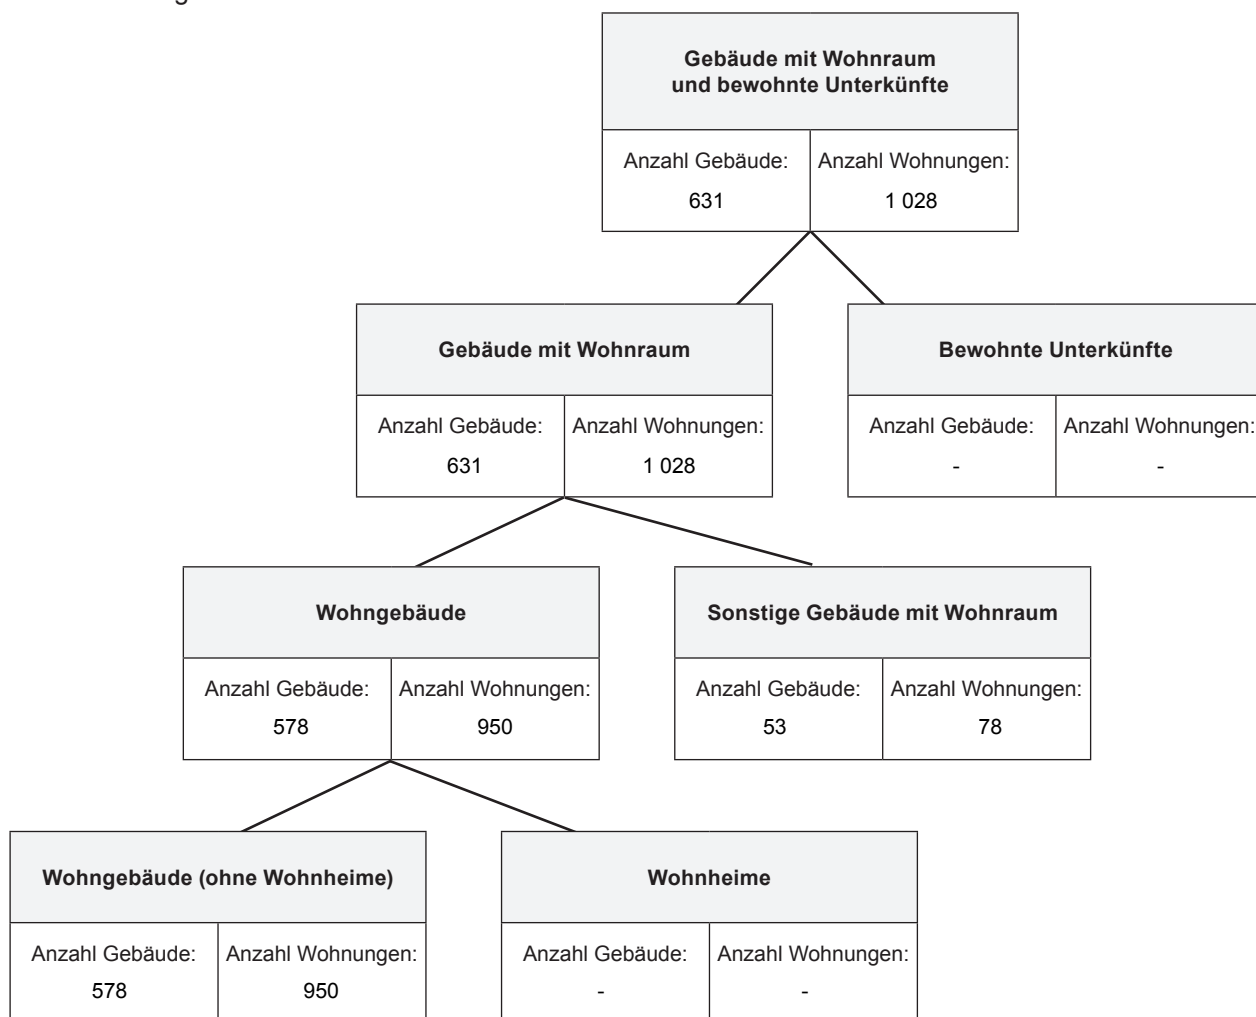 Gebäude mit Wohnraum
und bewohnte Unterkünfte
Anzahl Gebäude: Anzahl Wohnungen:
631 1 028
Gebäude mit Wohnraum
Anzahl Gebäude: Anzahl Wohnungen:
631 1 028
Bewohnte Unterkünfte
Anzahl Gebäude: Anzahl Wohnungen:
- -
Wohngebäude
Anzahl Gebäude: Anzahl Wohnungen:
578 950
Sonstige Gebäude mit Wohnraum
Anzahl Gebäude: Anzahl Wohnungen:
53 78
Wohngebäude (ohne Wohnheime)
Anzahl Gebäude: Anzahl Wohnungen:
578 950
Wohnheime
Anzahl Gebäude: Anzahl Wohnungen:
- -